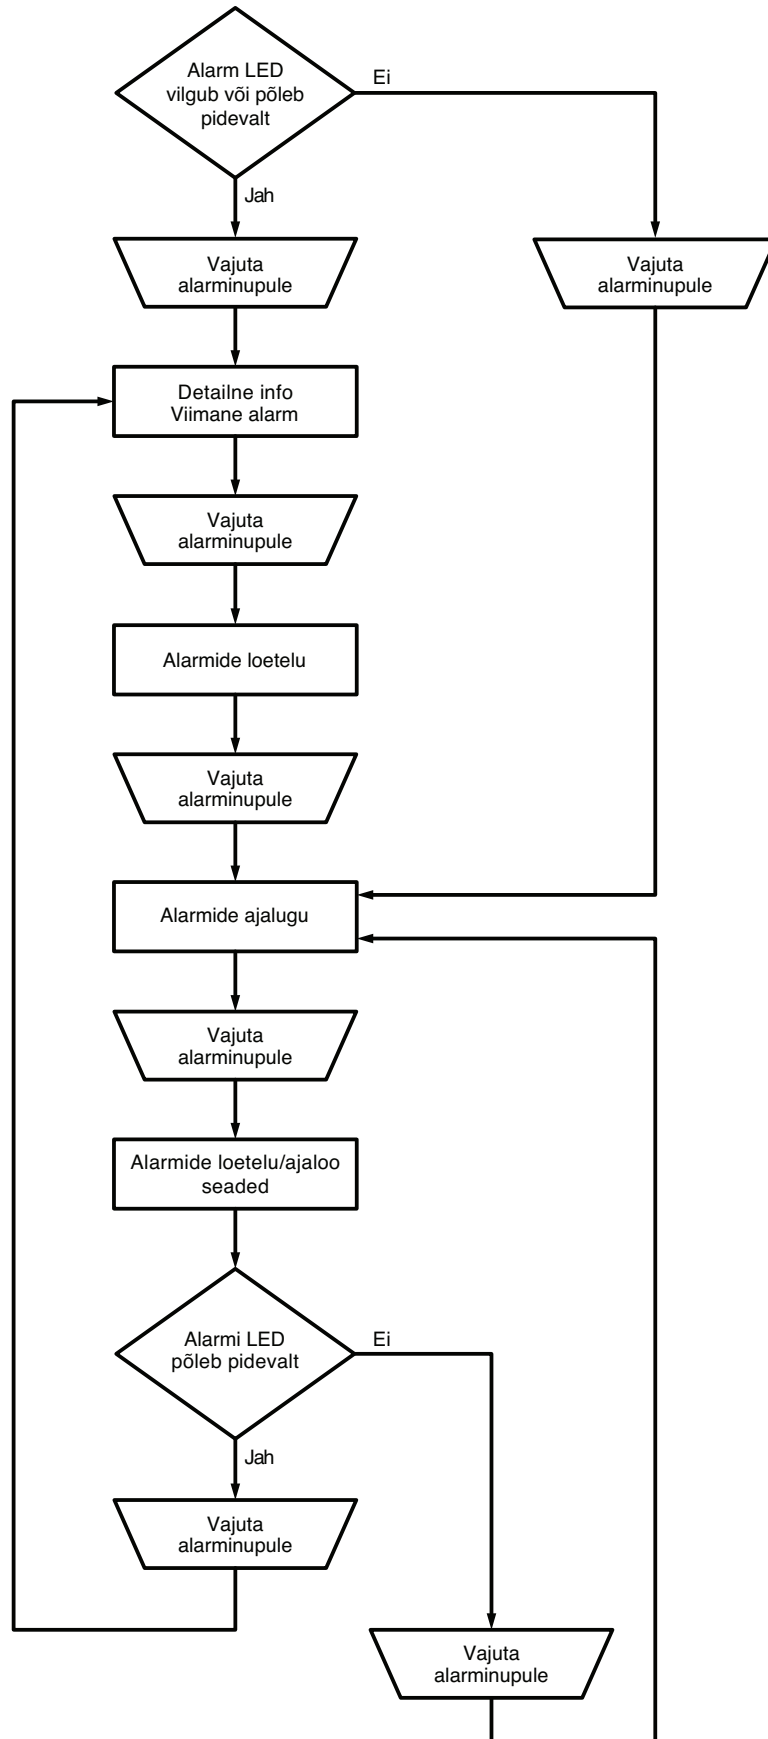 Alarm LED
vilgub või põleb
pidevalt
Ei
Jah
Vajuta
alarminupule
Vajuta
alarminupule
Detailne info
Viimane alarm
Vajuta
alarminupule
Alarmide loetelu
Vajuta
alarminupule
Alarmide ajalugu
Vajuta
alarminupule
Alarmide loetelu/ajaloo
seaded
Alarmi LED
põleb pidevalt
Ei
Jah
Vajuta
alarminupule
Vajuta
alarminupule